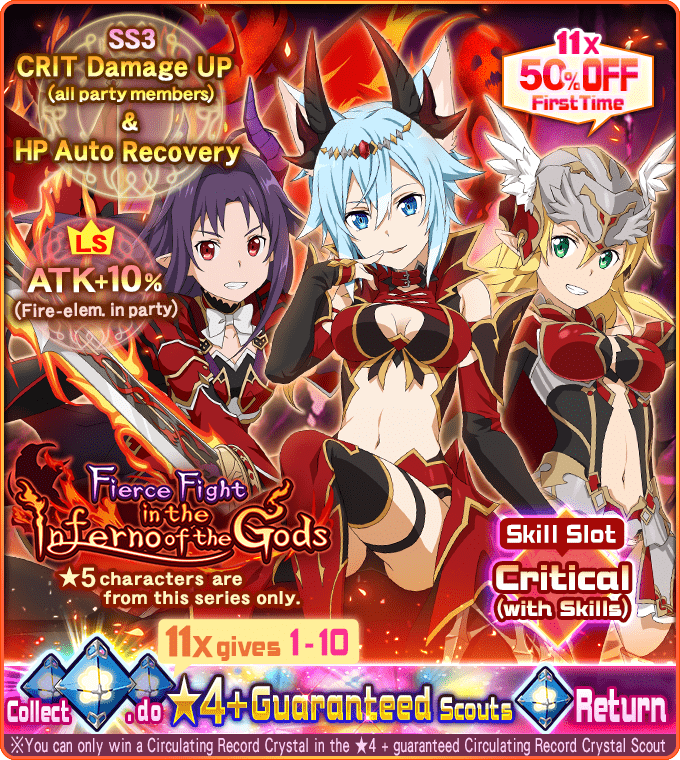 SS3
CRIT Damage UP
(all party members)
&
HP Auto Recovery
11x
50%OFF
First Time
LS
ATK+10%
(Fire-elem. in party)
Fierce Fight
in the
Inferno of the Gods
★5 characters are
from this series only.
Skill Slot
Critical
(with Skills)
11x gives 1-10
Collect . do ★4+Guaranteed Scouts Return
※You can only win a Circulating Record Crystal in the ★4 + guaranteed Circulating Record Crystal Scout